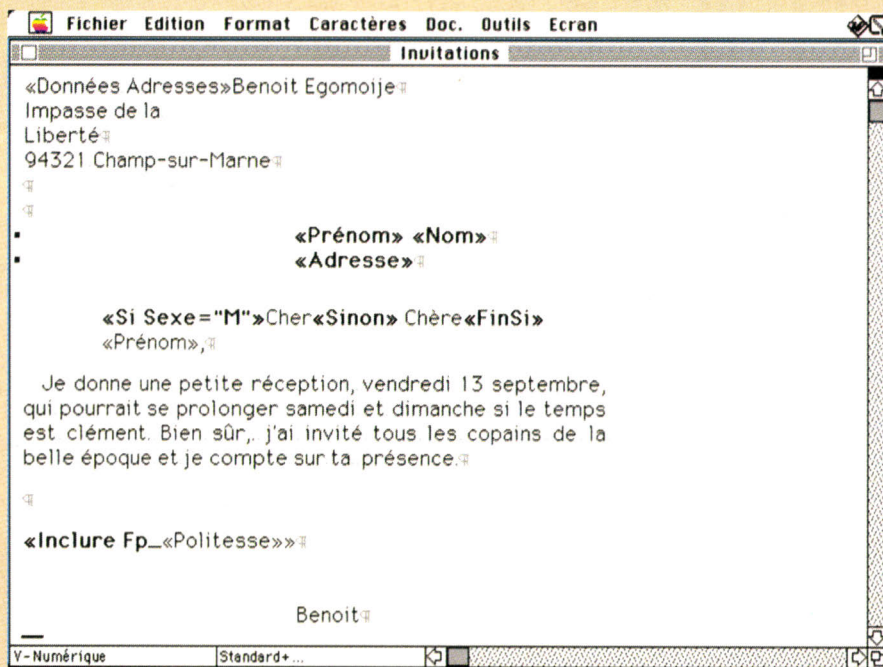 Fichier Edition Format Caractères Doc. Outils Ecran
Invitations
«Données Adresses»Benoit Egomoije¶
Impasse de la
Liberté¶
94321 Champ-sur-Marne¶
¶
¶
«Prénom» «Nom»¶
«Adresse»¶
«Si Sexe="M"»Cher«Sinon» Chère«FinSi»
«Prénom»,¶
Je donne une petite réception, vendredi 13 septembre,
qui pourrait se prolonger samedi et dimanche si le temps
est clément. Bien sûr,. j'ai invité tous les copains de la
belle époque et je compte sur ta présence.¶
¶
«Inclure Fp_«Politesse»»¶
Benoit¶
V-Numérique Standard+...